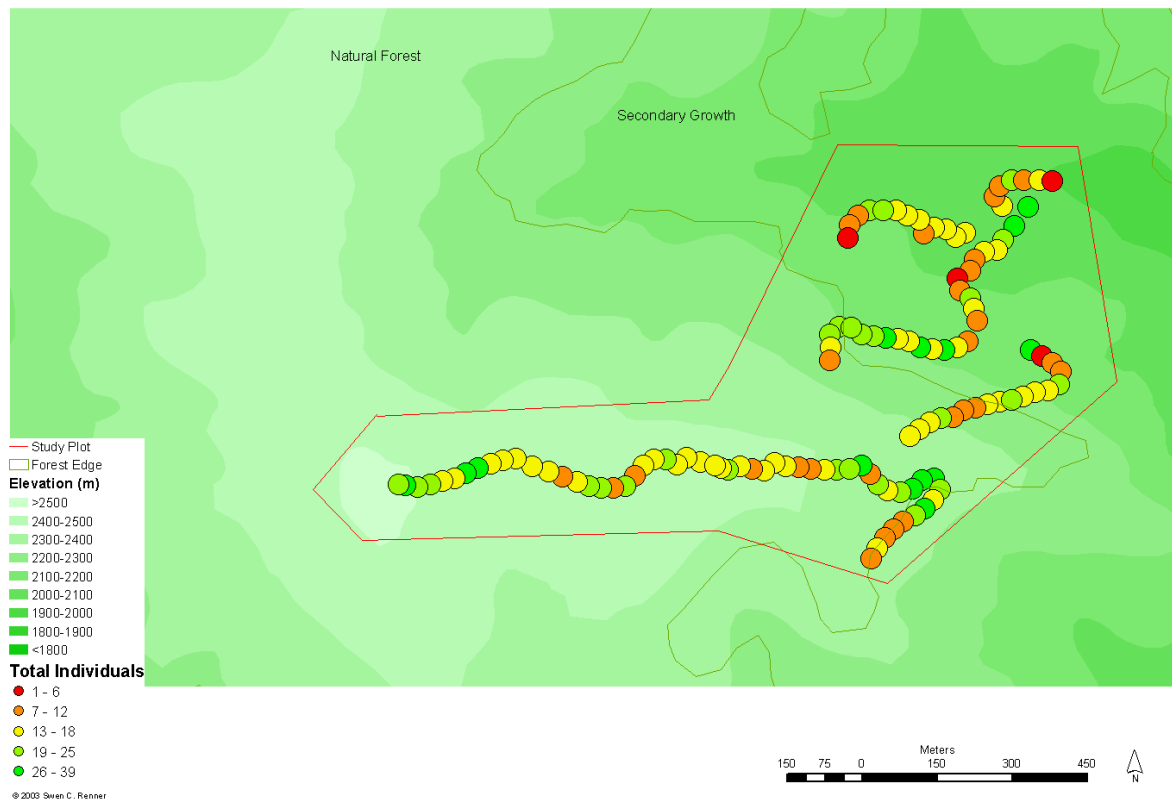 Natural Forest
Secondary Growth
Study Plot
Forest Edge
Elevation (m)
>2500
2400-2500
2300-2400
2200-2300
2100-2200
2000-2100
1900-2000
1800-1900
<1800
Total Individuals
1 - 6
7 - 12
13 - 18
19 - 25
26 - 39
Meters
150 75 0 150 300 450
N
© 2003 Swen C. Renner